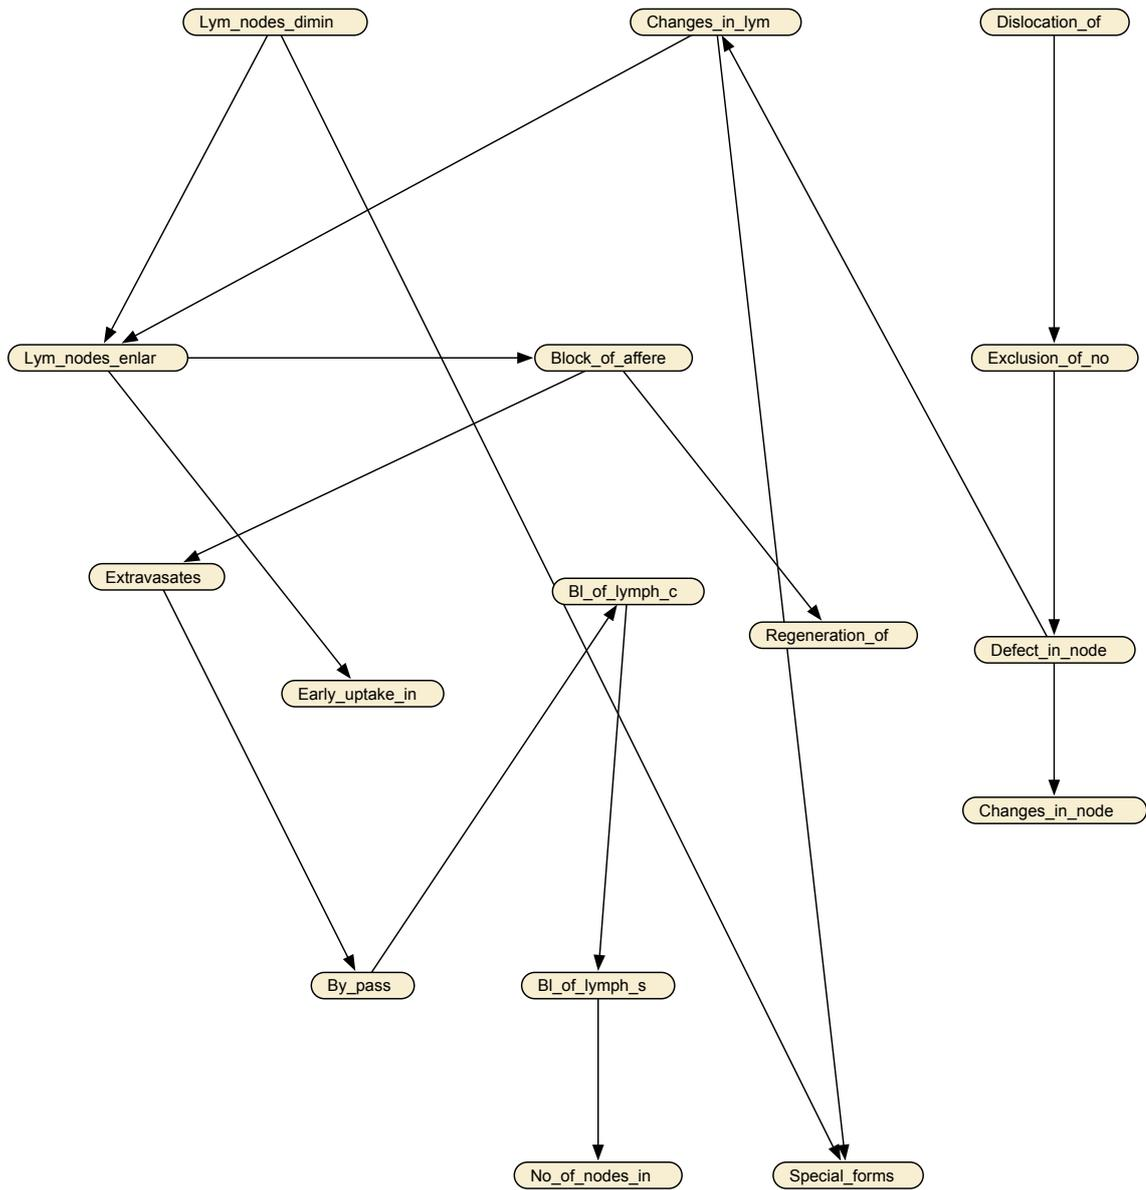 Lym_nodes_dimin
Changes_in_lym
Dislocation_of
Lym_nodes_enlar
Block_of_affere
Exclusion_of_no
Extravasates
Bl_of_lymph_c
Regeneration_of
Defect_in_node
Early_uptake_in
Changes_in_node
By_pass
Bl_of_lymph_s
No_of_nodes_in
Special_forms